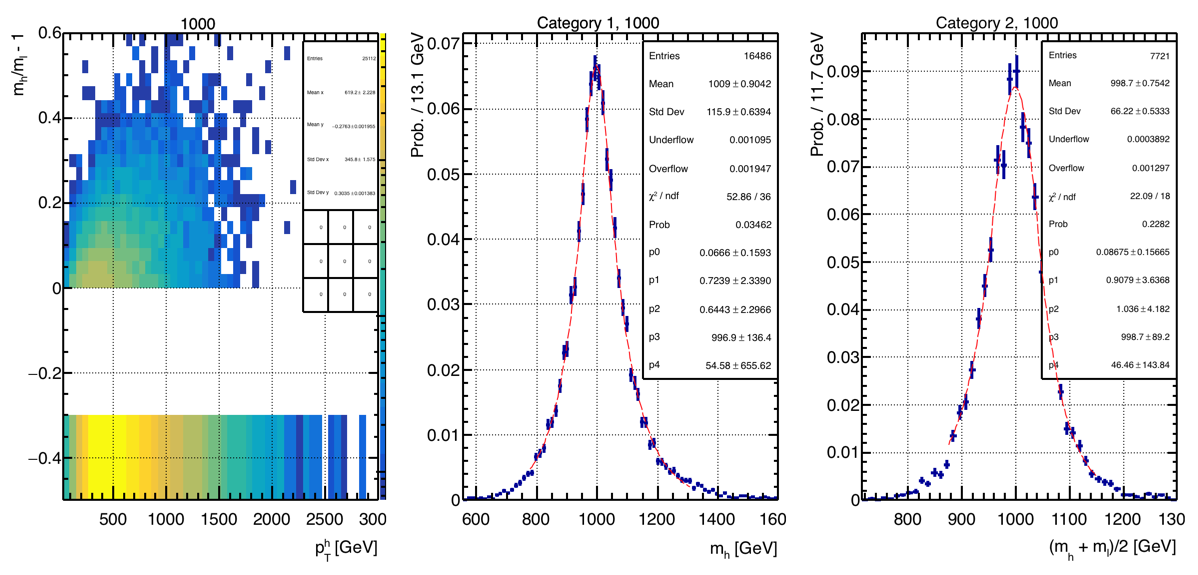 1000
m_h/m_l - 1
0.6
0.4
0.2
0
−0.2
−0.4
500
1000
1500
2000
2500
300
p_T^h [GeV]
Entries 25112
Mean x 619.2 ± 2.228
Mean y −0.2763 ± 0.001955
Std Dev x 345.8 ± 1.575
Std Dev y 0.3035 ± 0.001383
0 0 0
0 0 0
0 0 0
Category 1, 1000
Prob. / 13.1 GeV
0.07
0.06
0.05
0.04
0.03
0.02
0.01
0
600
800
1000
1200
1400
160
m_h [GeV]
Entries 16486
Mean 1009 ± 0.9042
Std Dev 115.9 ± 0.6394
Underflow 0.001095
Overflow 0.001947
χ² / ndf 52.86 / 36
Prob 0.03462
p0 0.0666 ± 0.1593
p1 0.7239 ± 2.3390
p2 0.6443 ± 2.2966
p3 996.9 ± 136.4
p4 54.58 ± 655.62
Category 2, 1000
Prob. / 11.7 GeV
0.09
0.08
0.07
0.06
0.05
0.04
0.03
0.02
0.01
0
800
900
1000
1100
1200
130
(m_h + m_l)/2 [GeV]
Entries 7721
Mean 998.7 ± 0.7542
Std Dev 66.22 ± 0.5333
Underflow 0.0003892
Overflow 0.001297
χ² / ndf 22.09 / 18
Prob 0.2282
p0 0.08675 ± 0.15665
p1 0.9079 ± 3.6368
p2 1.036 ± 4.182
p3 998.7 ± 89.2
p4 46.46 ± 143.84